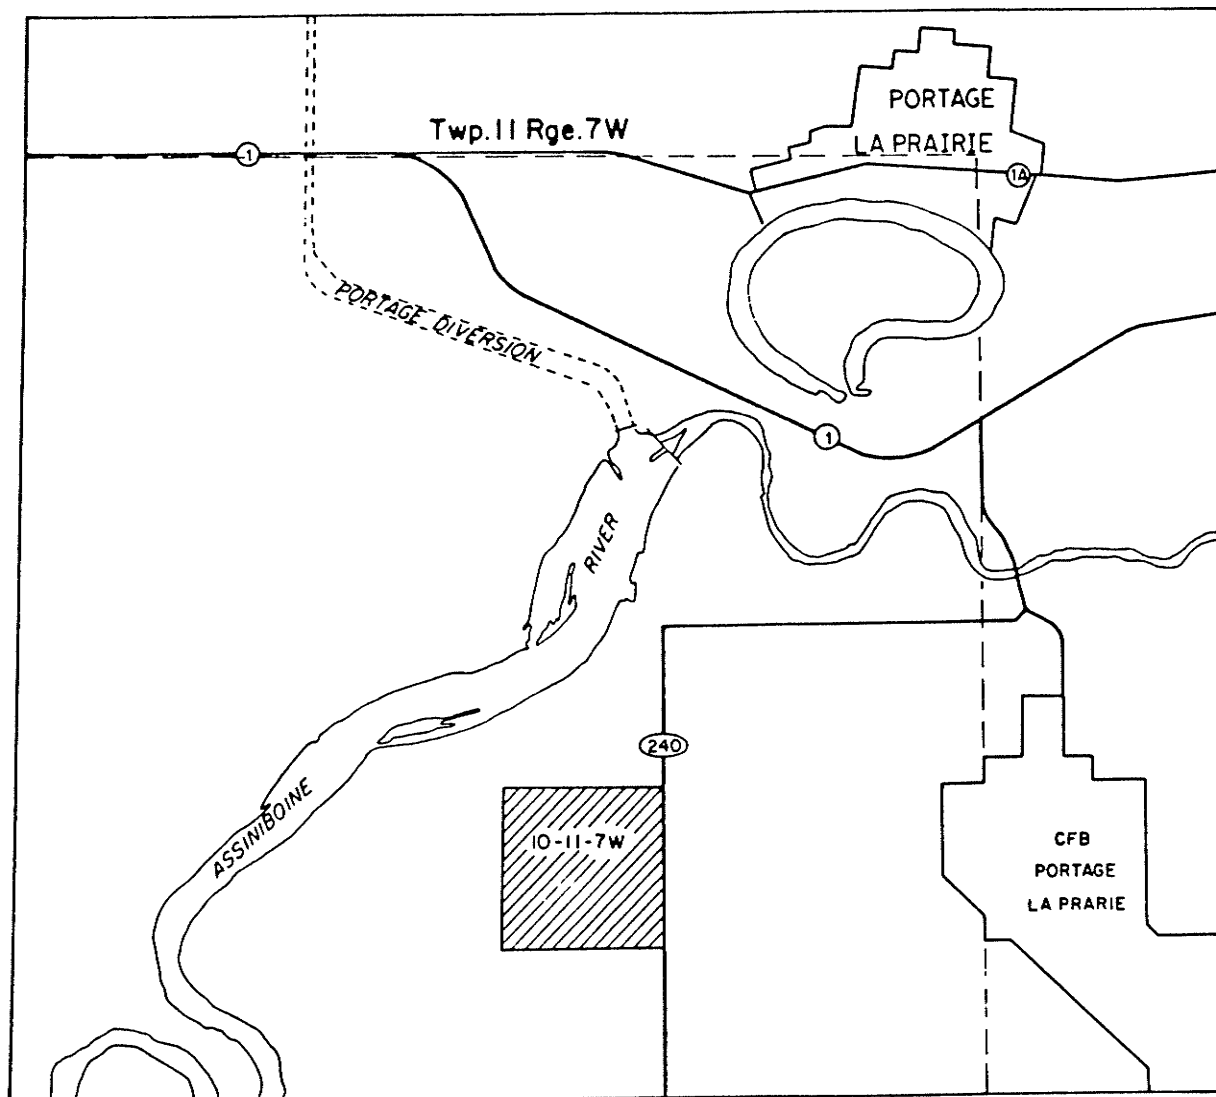 PORTAGE
LA PRAIRIE
Twp.11 Rge.7W
1
1A
PORTAGE DIVERSION
1
RIVER
240
10-11-7W
ASSINIBOINE
CFB
PORTAGE
LA PRARIE